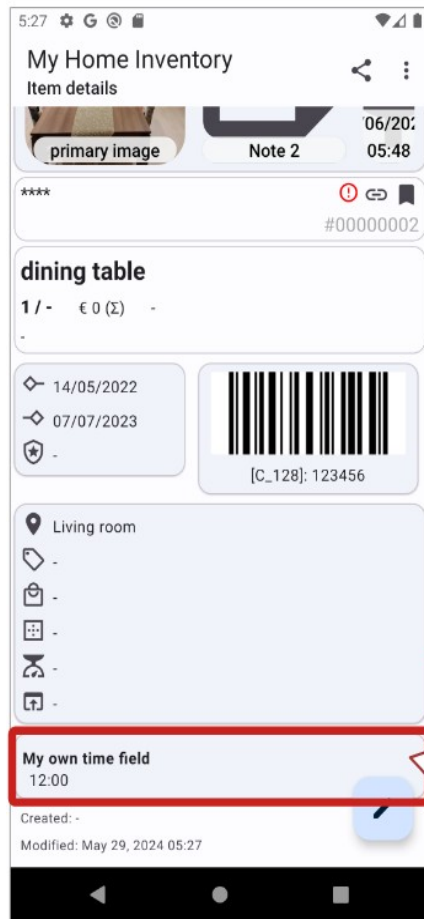 5:27
My Home Inventory
Item details
primary image
Note 2
05:48
****
#00000002
dining table
1 / - € 0 (Σ) -
-
14/05/2022
07/07/2023
-
[C_128]: 123456
Living room
-
-
-
-
-
My own time field
12:00
Created: -
Modified: May 29, 2024 05:27